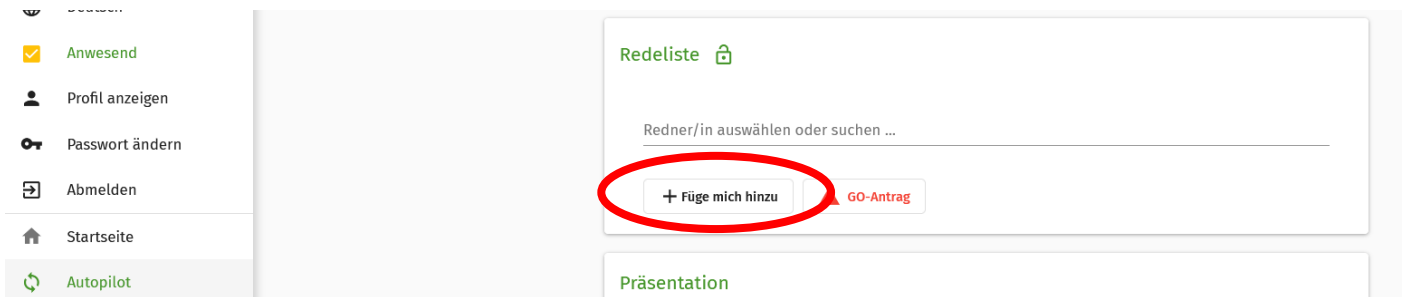 Anwesend
Profil anzeigen
Passwort ändern
Abmelden
Startseite
Autopilot
Redeliste
Redner/in auswählen oder suchen ...
Füge mich hinzu
GO-Antrag
Präsentation